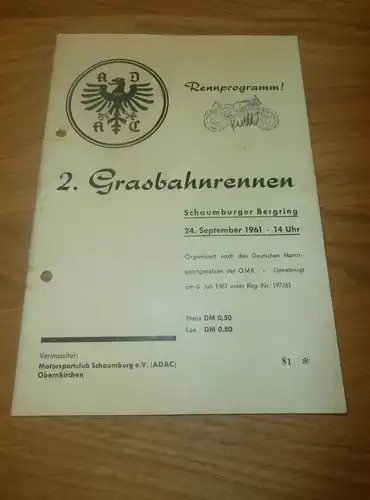 A D
A C
Rennprogramm!
2. Grasbahnrennen
Schaumburger Bergring
24. September 1961 - 14 Uhr
Organisiert nach den Deutschen Motor-
sportgesetzen der OMK - Genehmigt
am 6. Juli 1961 unter Reg.-Nr. 197/61
Preis DM 0,50
Los DM 0.50
Veranstalter:
Motorsportclub Schaumburg e.V. (ADAC)
Obernkirchen
81 *